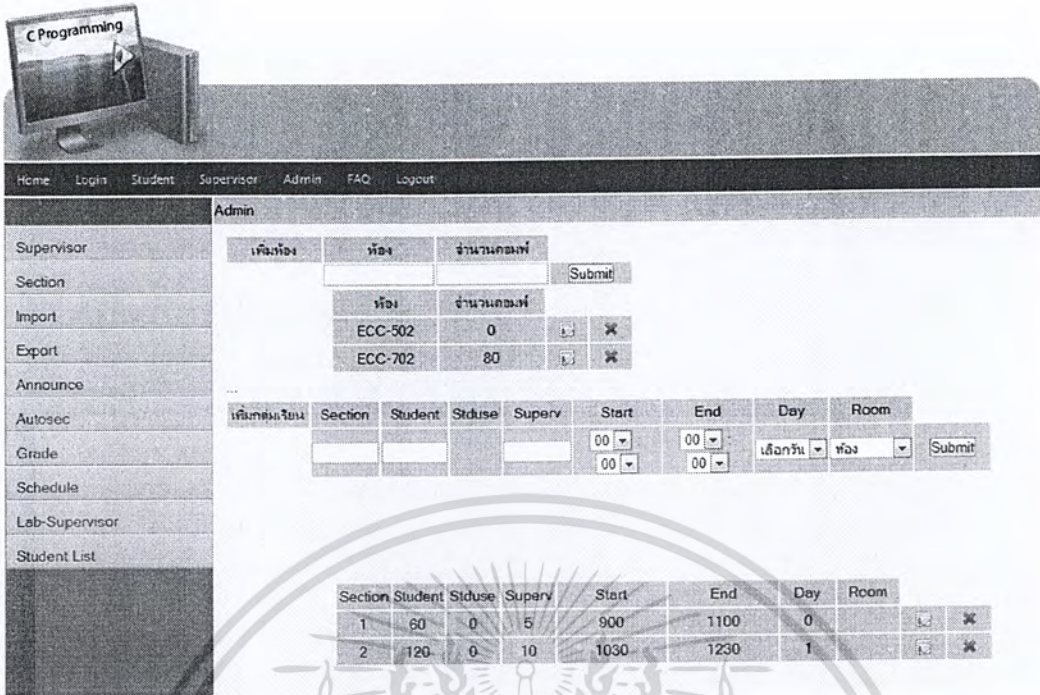 C Programming
Home Login Student Supervisor Admin FAQ Logout
Admin
Supervisor
Section
Import
Export
Announce
Autosec
Grade
Schedule
Lab-Supervisor
Student List
เพิ่มห้อง ห้อง จำนวนคอมพ์
Submit
ห้อง จำนวนคอมพ์
ECC-502 0
ECC-702 80
...
เพิ่มกลุ่มเรียน Section Student Stduse Superv Start End Day Room
00 00 : เลือกวัน ห้อง Submit
00 00
Section Student Stduse Superv Start End Day Room
1 60 0 5 900 1100 0
2 120 0 10 1030 1230 1